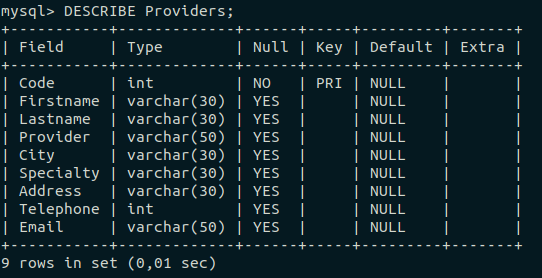 mysql> DESCRIBE Providers;
+-----------+-------------+------+-----+---------+-------+
| Field     | Type        | Null | Key | Default | Extra |
+-----------+-------------+------+-----+---------+-------+
| Code      | int         | NO   | PRI | NULL    |       |
| Firstname | varchar(30) | YES  |     | NULL    |       |
| Lastname  | varchar(30) | YES  |     | NULL    |       |
| Provider  | varchar(50) | YES  |     | NULL    |       |
| City      | varchar(30) | YES  |     | NULL    |       |
| Specialty | varchar(30) | YES  |     | NULL    |       |
| Address   | varchar(30) | YES  |     | NULL    |       |
| Telephone | int         | YES  |     | NULL    |       |
| Email     | varchar(50) | YES  |     | NULL    |       |
+-----------+-------------+------+-----+---------+-------+
9 rows in set (0,01 sec)